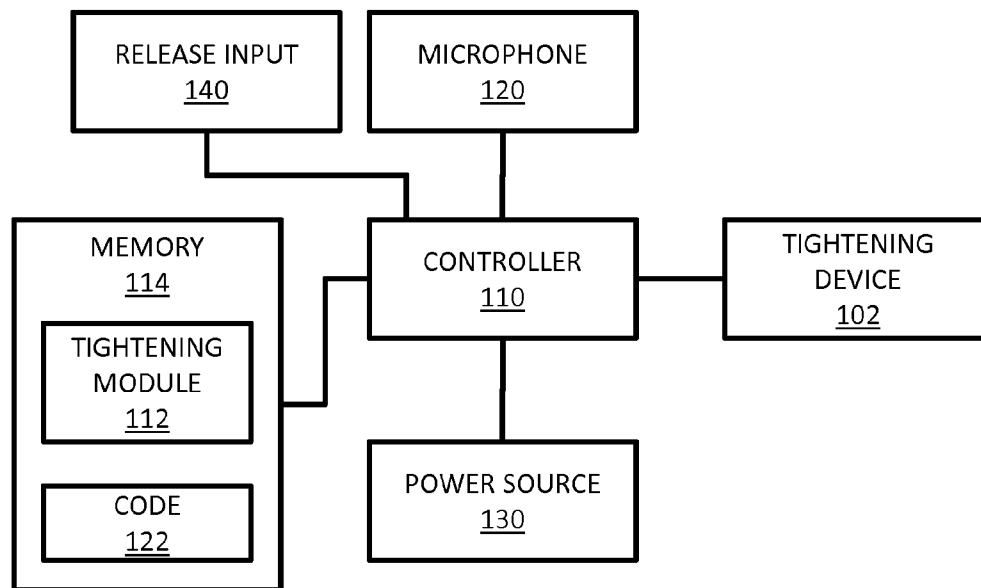 RELEASE INPUT
140
MICROPHONE
120
MEMORY
114
TIGHTENING
MODULE
112
CODE
122
CONTROLLER
110
TIGHTENING
DEVICE
102
POWER SOURCE
130